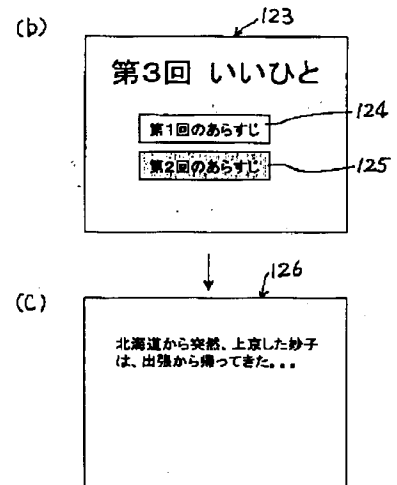 (b)
123
第3回 いいひと
第1回のあらすじ
124
第2回のあらすじ
125
(C)
126
北海道から突然、上京した紗子
は、出張から帰ってきた...